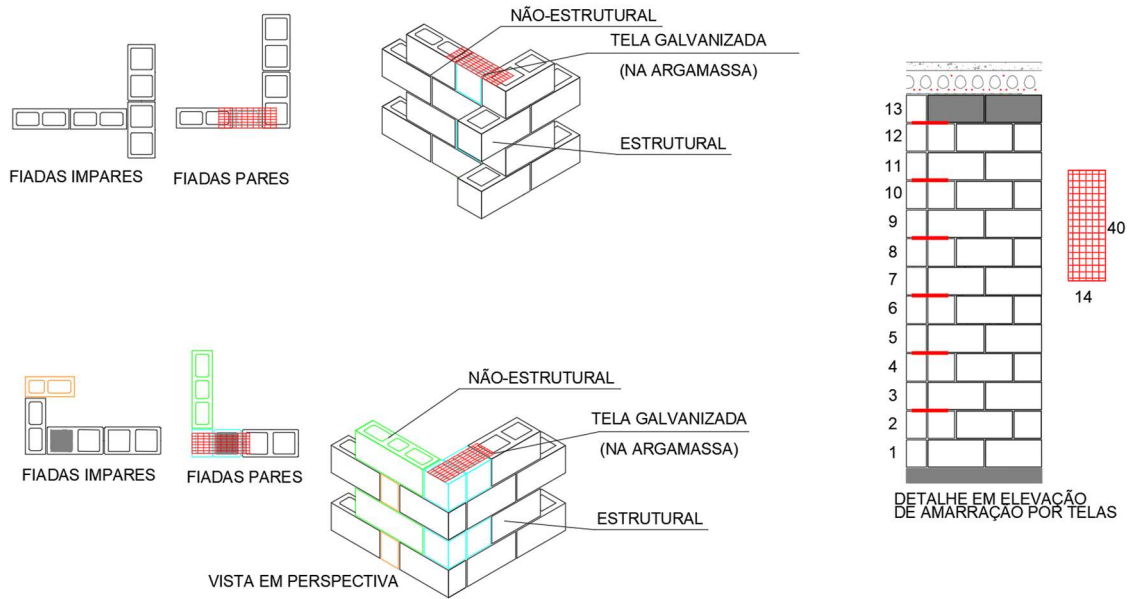 NÃO-ESTRUTURAL
TELA GALVANIZADA
(NA ARGAMASSA)
ESTRUTURAL
FIADAS IMPARES
FIADAS PARES
NÃO-ESTRUTURAL
TELA GALVANIZADA
(NA ARGAMASSA)
ESTRUTURAL
FIADAS IMPARES
FIADAS PARES
VISTA EM PERSPECTIVA
13
12
11
10
9
8
7
6
5
4
3
2
1
40
14
DETALHE EM ELEVAÇÃO
DE AMARRAÇÃO POR TELAS